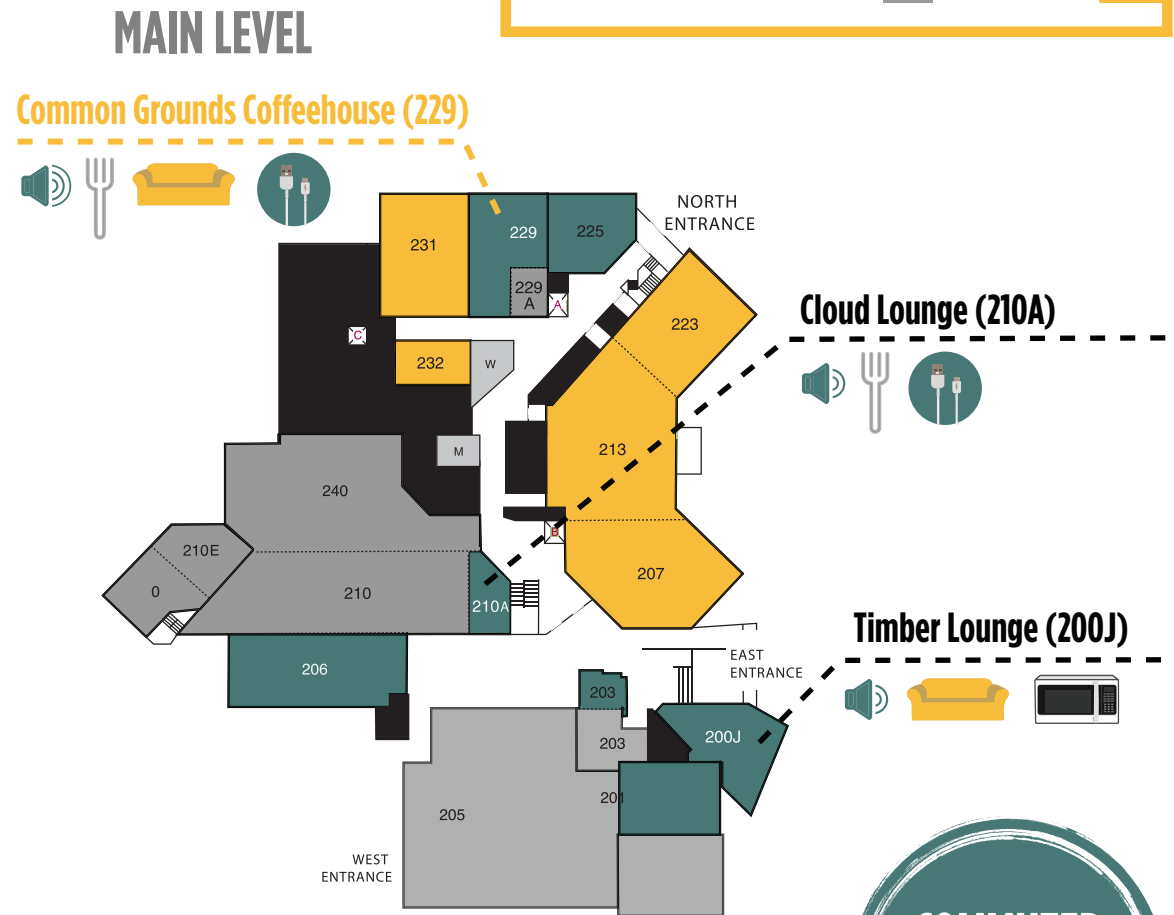 MAIN LEVEL
Common Grounds Coffeehouse (229)
NORTH
ENTRANCE
231
229
225
229
A
A
C
223
Cloud Lounge (210A)
232
W
213
M
240
B
210E
207
0
210
210A
Timber Lounge (200J)
206
EAST
ENTRANCE
203
203
200J
201
205
WEST
ENTRANCE